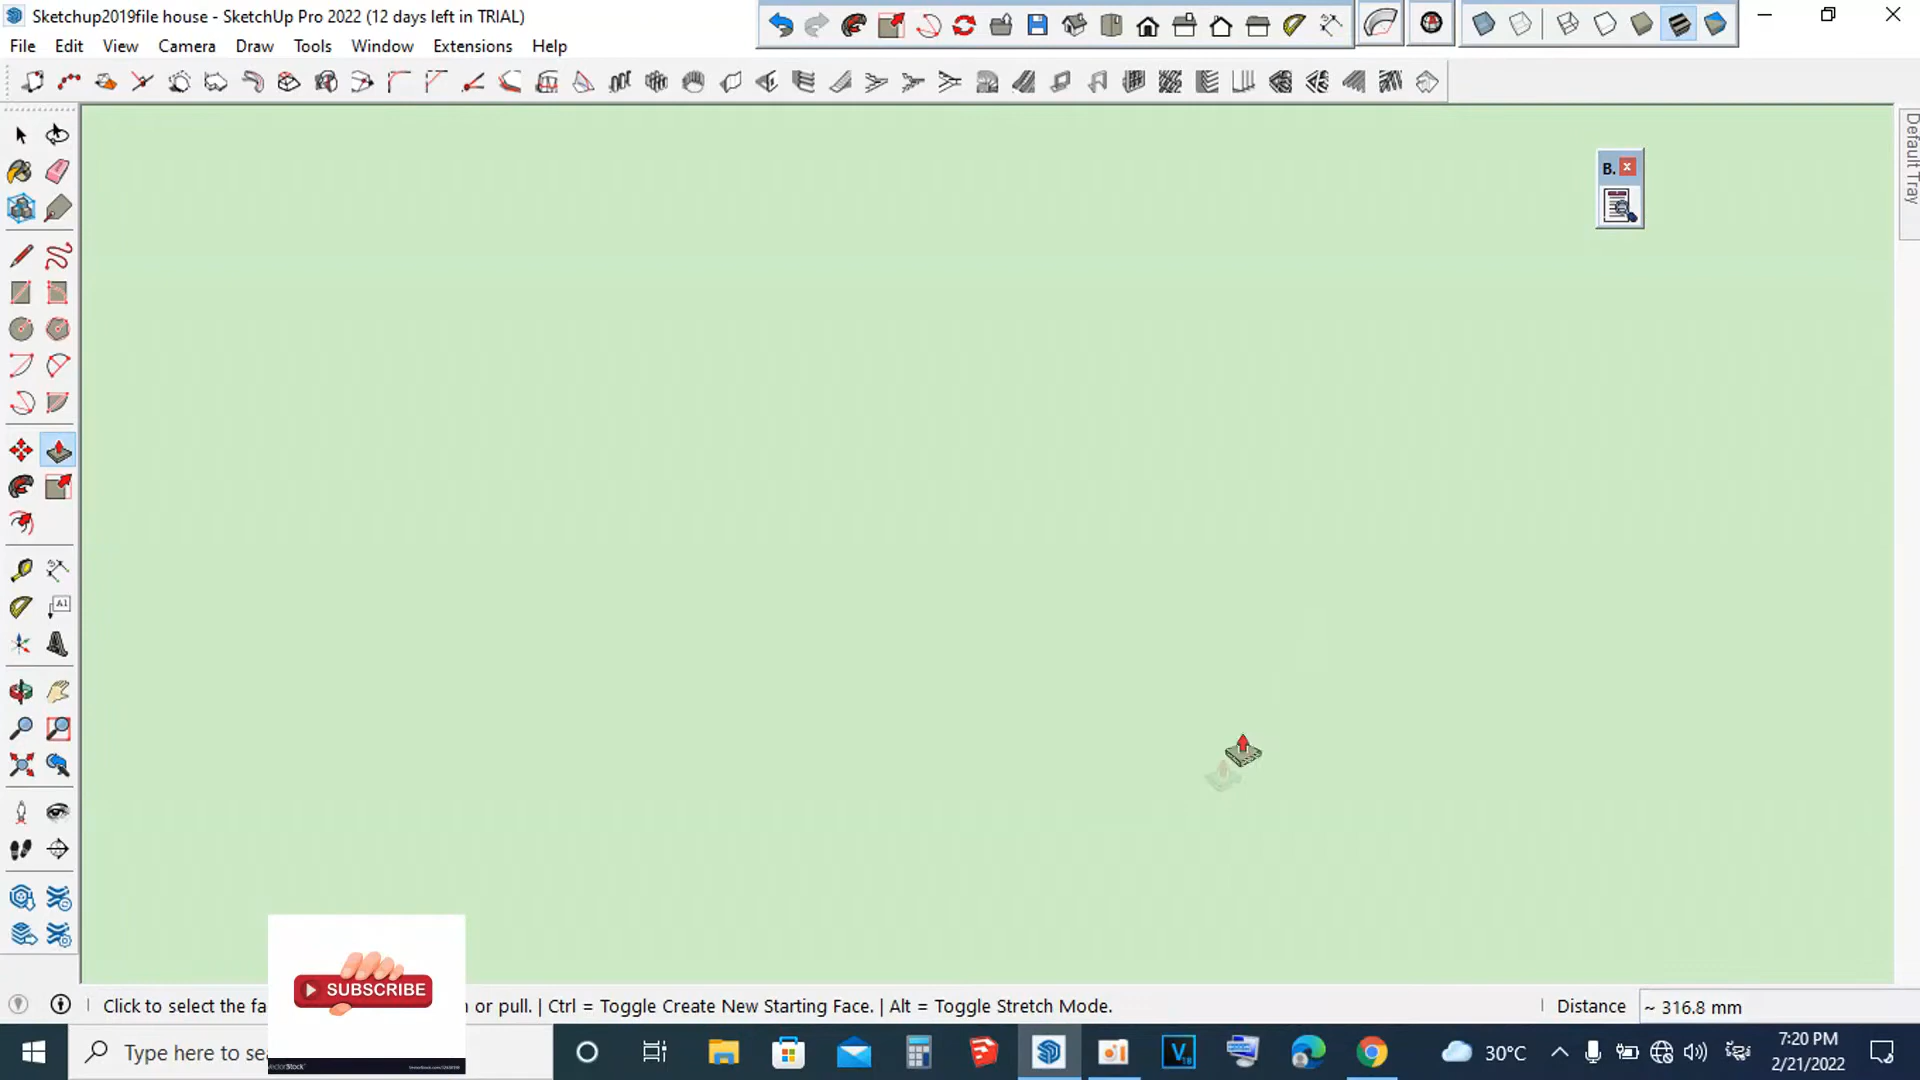 Sketchup2019file house - SketchUp Pro 2022 (12 days left in TRIAL)
File Edit View Camera Draw Tools Window Extensions Help
B.
Default Tray
A1
SUBSCRIBE
VectorStock
Click to select the fa
or pull. | Ctrl = Toggle Create New Starting Face. | Alt = Toggle Stretch Mode.
Distance ~ 316.8 mm
Type here to se
30°C
7:20 PM
2/21/2022